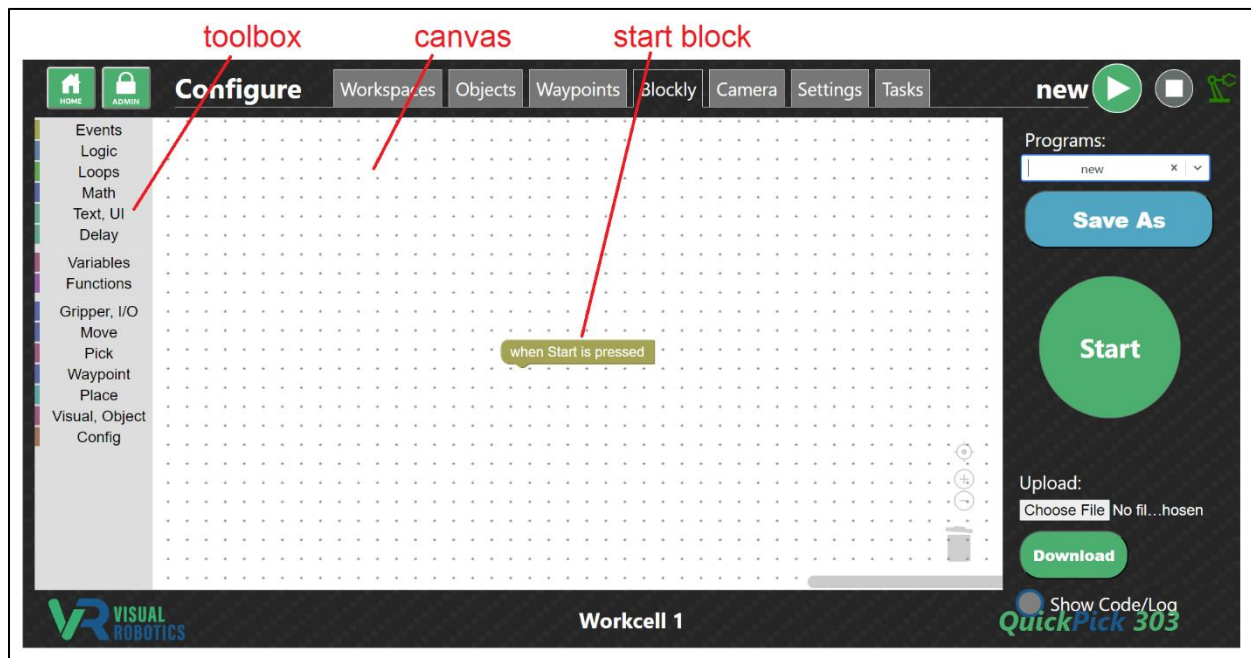 toolbox canvas start block
HOME ADMIN Configure Workspaces Objects Waypoints Blockly Camera Settings Tasks new
Events
Logic
Loops
Math
Text, UI
Delay
Variables
Functions
Gripper, I/O
Move
Pick
Waypoint
Place
Visual, Object
Config
when Start is pressed
Programs:
new
Save As
Start
Upload:
Choose File No fil...hosen
Download
Show Code/Log
VR VISUAL
ROBOTICS
Workcell 1
QuickPick 303